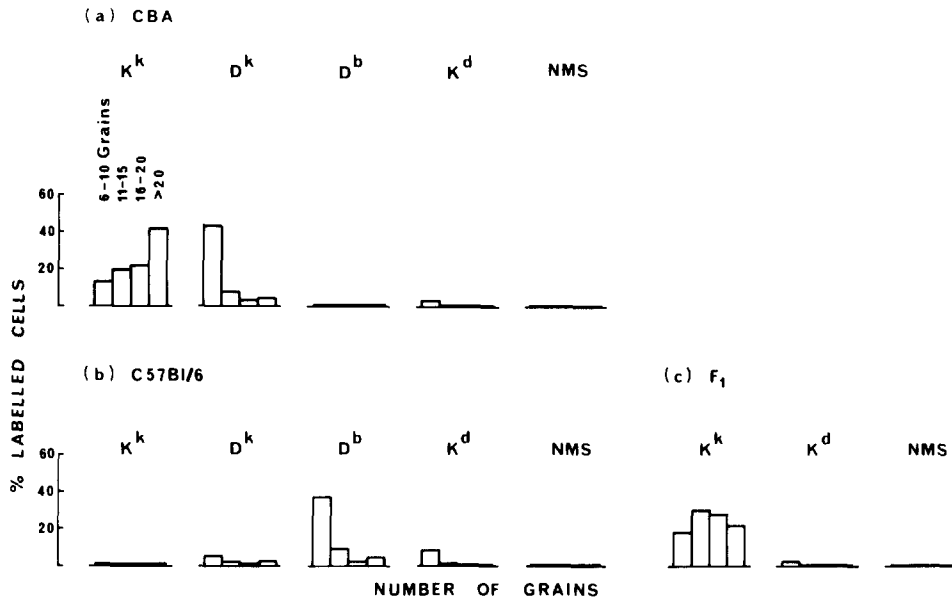 (a) CBA
K^k D^k D^b K^d NMS
6-10 Grains
11-15
16-20
>20
60
40
20
% LABELLED CELLS
(b) C57Bl/6 (c) F₁
K^k D^k D^b K^d NMS K^k K^d NMS
60
40
20
NUMBER OF GRAINS